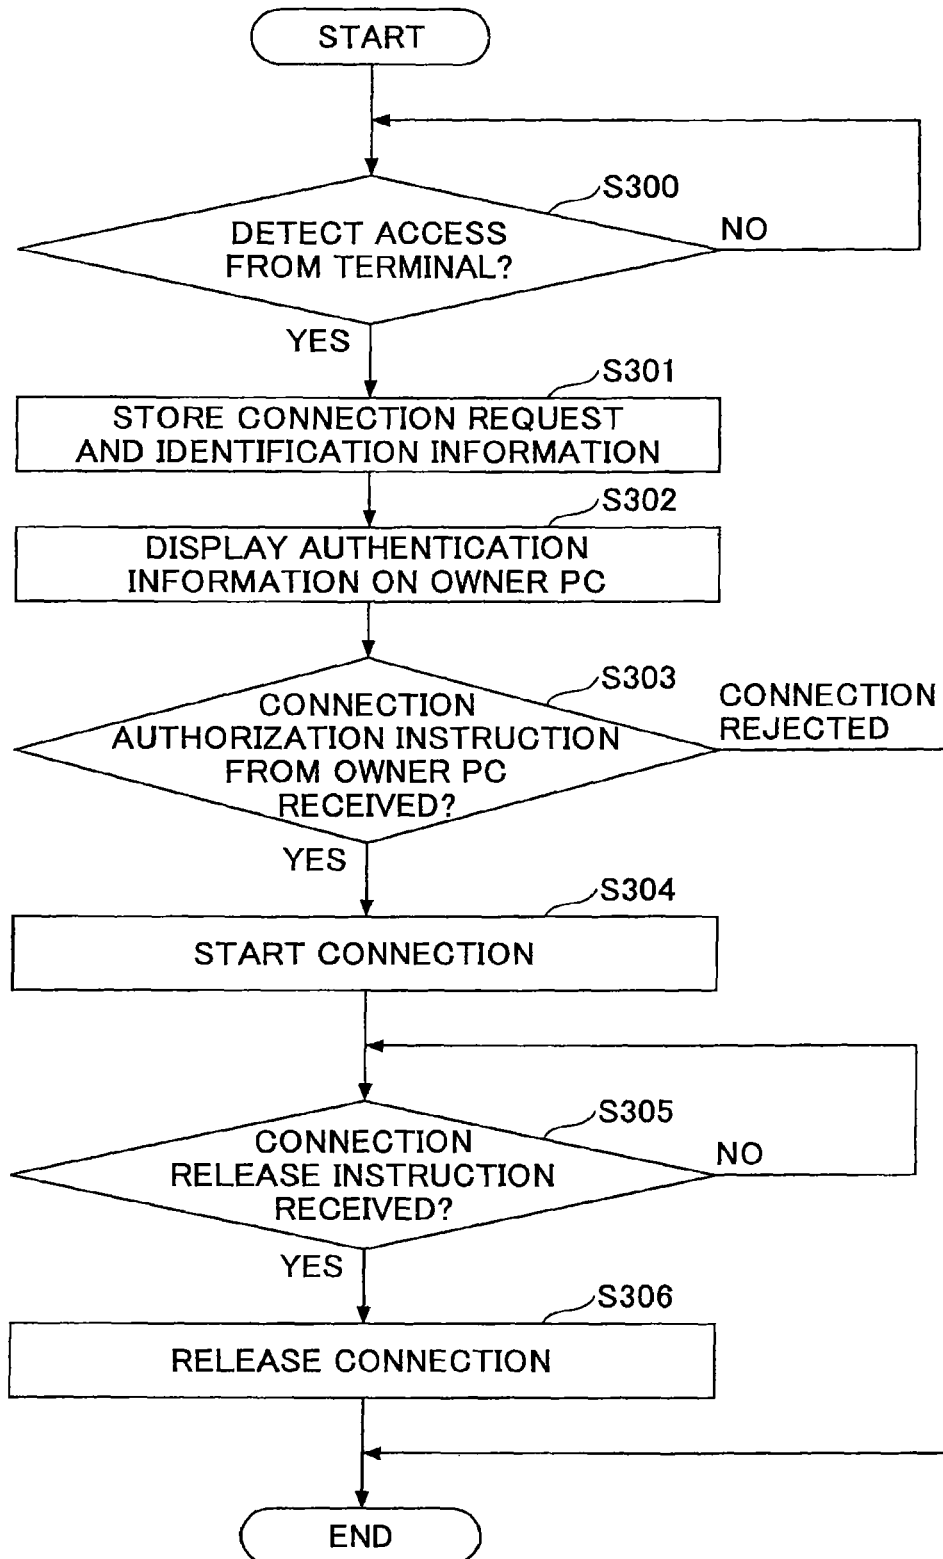 START
S300
DETECT ACCESS
FROM TERMINAL?
NO
YES
S301
STORE CONNECTION REQUEST
AND IDENTIFICATION INFORMATION
S302
DISPLAY AUTHENTICATION
INFORMATION ON OWNER PC
S303
CONNECTION
AUTHORIZATION INSTRUCTION
FROM OWNER PC
RECEIVED?
CONNECTION
REJECTED
YES
S304
START CONNECTION
S305
CONNECTION
RELEASE INSTRUCTION
RECEIVED?
NO
YES
S306
RELEASE CONNECTION
END